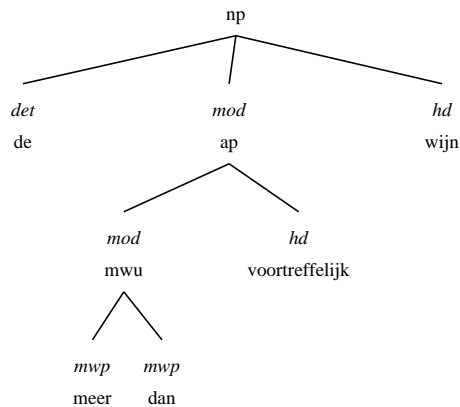 np
det mod hd
de ap wijn
mod hd
mwu voortreffelijk
mwp mwp
meer dan